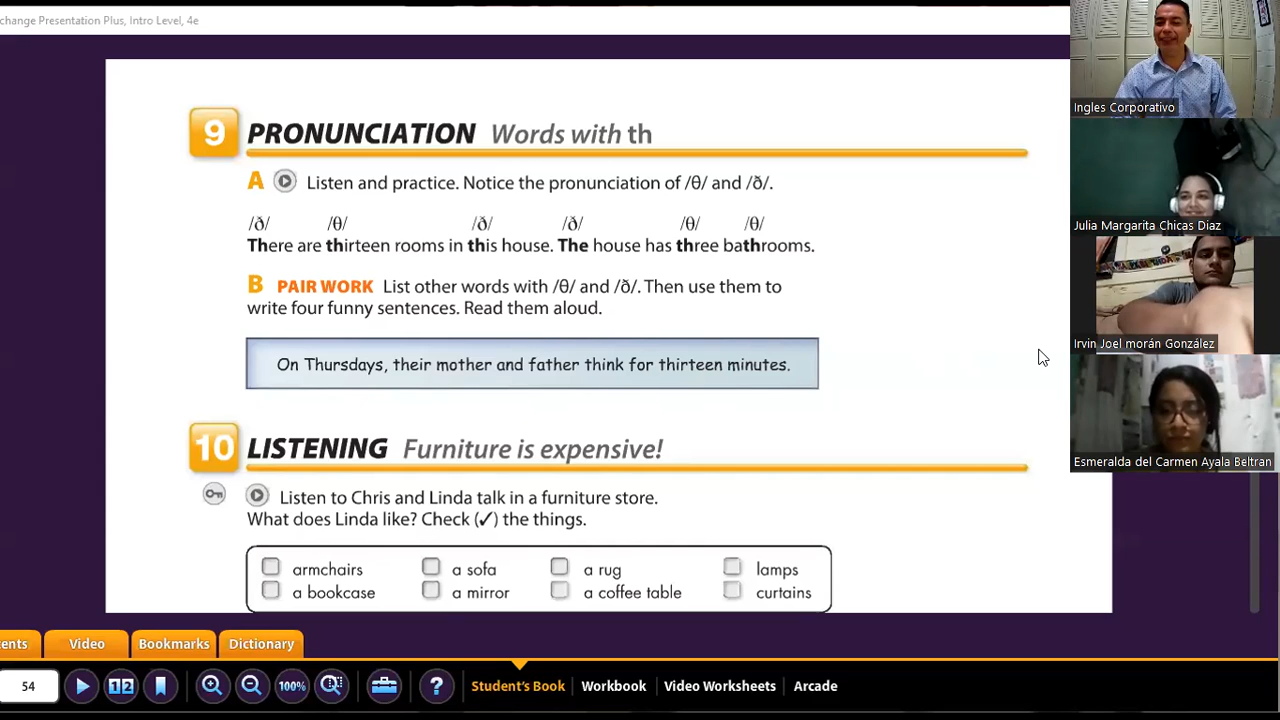 change Presentation Plus, Intro Level, 4e
9 PRONUNCIATION Words with th
A Listen and practice. Notice the pronunciation of /θ/ and /ð/.
/ð/ /θ/ /ð/ /ð/ /θ/ /θ/
There are thirteen rooms in this house. The house has three bathrooms.
B PAIR WORK List other words with /θ/ and /ð/. Then use them to
write four funny sentences. Read them aloud.
On Thursdays, their mother and father think for thirteen minutes.
10 LISTENING Furniture is expensive!
Listen to Chris and Linda talk in a furniture store.
What does Linda like? Check (✓) the things.
armchairs a sofa a rug lamps
a bookcase a mirror a coffee table curtains
Ingles Corporativo
Julia Margarita Chicas Diaz
Irvin Joel morán González
Esmeralda del Carmen Ayala Beltran
ents Video Bookmarks Dictionary
54 12 100% ? Student's Book Workbook Video Worksheets Arcade